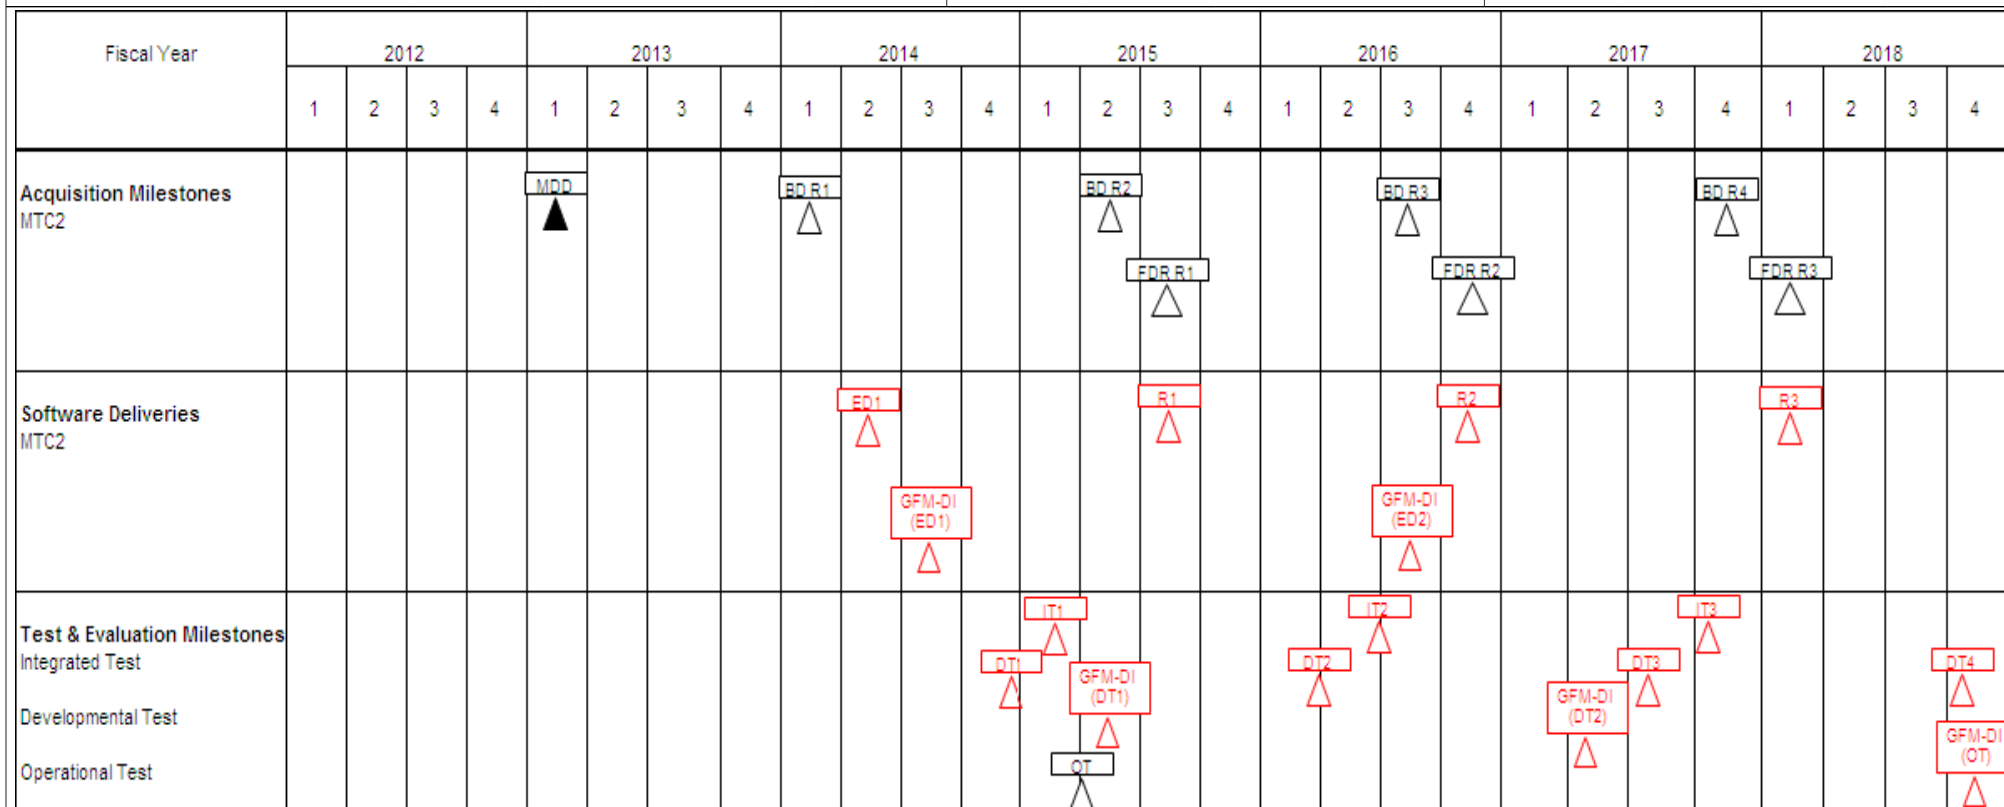 Fiscal Year
2012 2013 2014 2015 2016 2017 2018
1 2 3 4 1 2 3 4 1 2 3 4 1 2 3 4 1 2 3 4 1 2 3 4 1 2 3 4
Acquisition Milestones
MTC2
MDD BD R1 BD R2 BD R3 BD R4
FDR R1 FDR R2 FDR R3
Software Deliveries
MTC2
ED1 R1 R2 R3
GFM-DI
(ED1)
GFM-DI
(ED2)
Test & Evaluation Milestones
Integrated Test
IT1 IT2 IT3
DT1 DT2 DT3 DT4
GFM-DI
(DT1)
GFM-DI
(DT2)
Developmental Test
GFM-DI
(OT)
Operational Test
OT